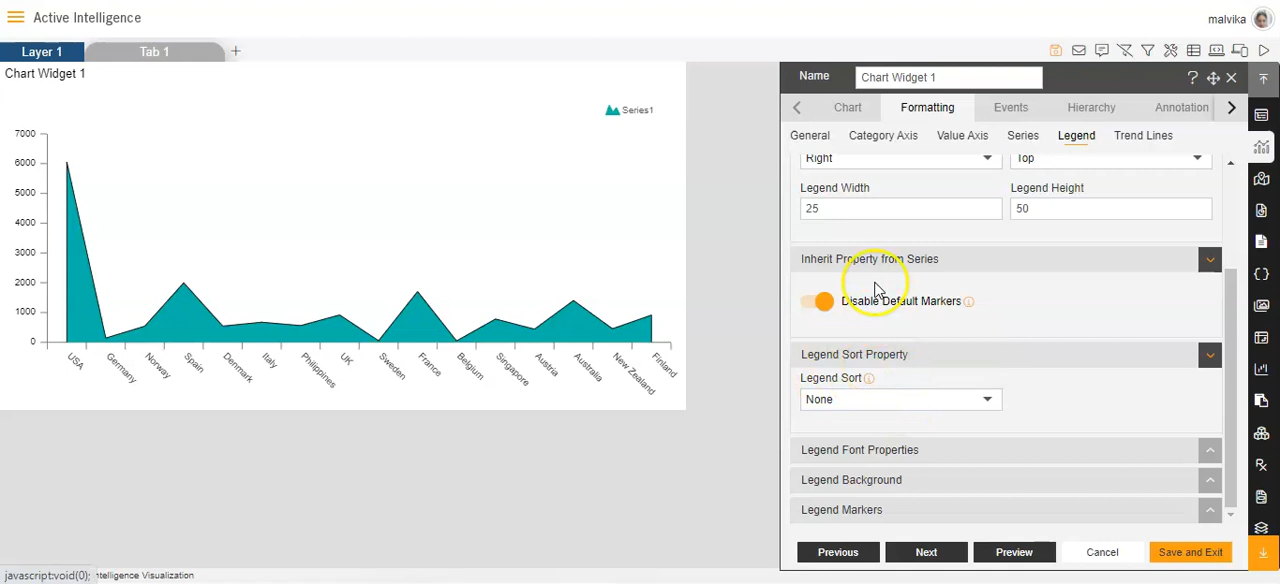 Active Intelligence
malvika
Layer 1
Tab 1
+
Chart Widget 1
Series1
7000
6000
5000
4000
3000
2000
1000
0
USA
Germany
Norway
Spain
Denmark
Italy
Philippines
UK
Sweden
France
Belgium
Singapore
Austria
Australia
New Zealand
Finland
Name
Chart Widget 1
?
Chart
Formatting
Events
Hierarchy
Annotation
General
Category Axis
Value Axis
Series
Legend
Trend Lines
Right
Top
Legend Width
Legend Height
25
50
Inherit Property from Series
Disable Default Markers
Legend Sort Property
Legend Sort
None
Legend Font Properties
Legend Background
Legend Markers
Previous
Next
Preview
Cancel
Save and Exit
javascript:void(0);
ntelligence Visualization